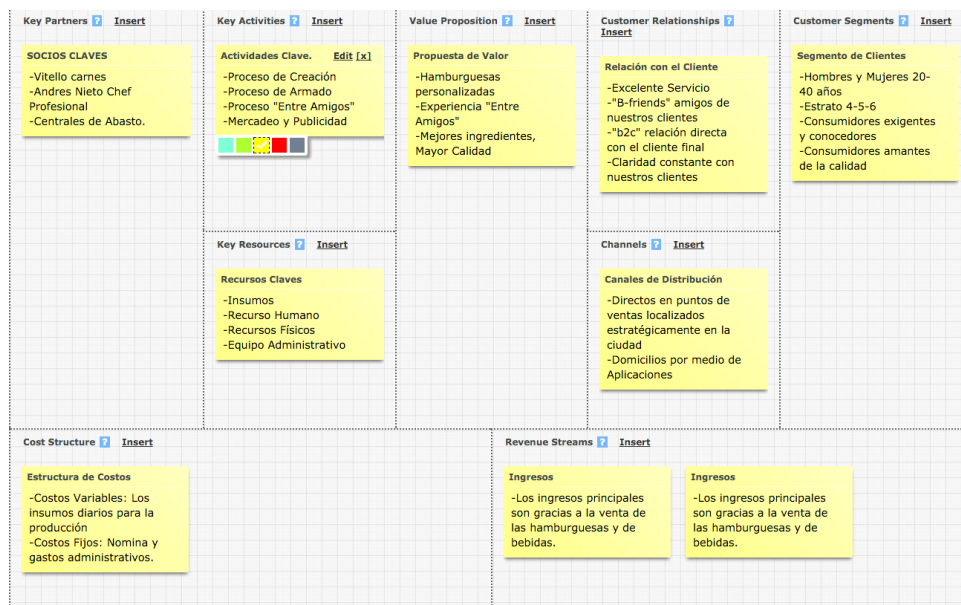 Key Partners ? Insert
SOCIOS CLAVES
-Vitello carnes
-Andres Nieto Chef
Profesional
-Centrales de Abasto.
Key Activities ? Insert
Actividades Clave. Edit [x]
-Proceso de Creación
-Proceso de Armado
-Proceso "Entre Amigos"
-Mercadeo y Publicidad
Key Resources ? Insert
Recursos Claves
-Insumos
-Recurso Humano
-Recursos Físicos
-Equipo Administrativo
Value Proposition ? Insert
Propuesta de Valor
-Hamburguesas
personalizadas
-Experiencia "Entre
Amigos"
-Mejores ingredientes,
Mayor Calidad
Customer Relationships ?
Insert
Relación con el Cliente
-Excelente Servicio
-"B-friends" amigos de
nuestros clientes
-"b2c" relación directa
con el cliente final
-Claridad constante con
nuestros clientes
Channels ? Insert
Canales de Distribución
-Directos en puntos de
ventas localizados
estratégicamente en la
ciudad
-Domicilios por medio de
Aplicaciones
Customer Segments ? Insert
Segmento de Clientes
-Hombres y Mujeres 20-
40 años
-Estrato 4-5-6
-Consumidores exigentes
y conocedores
-Consumidores amantes
de la calidad
Cost Structure ? Insert
Estructura de Costos
-Costos Variables: Los
insumos diarios para la
producción
-Costos Fijos: Nomina y
gastos administrativos.
Revenue Streams ? Insert
Ingresos
-Los ingresos principales
son gracias a la venta de
las hamburguesas y de
bebidas.
Ingresos
-Los ingresos principales
son gracias a la venta de
las hamburguesas y de
bebidas.